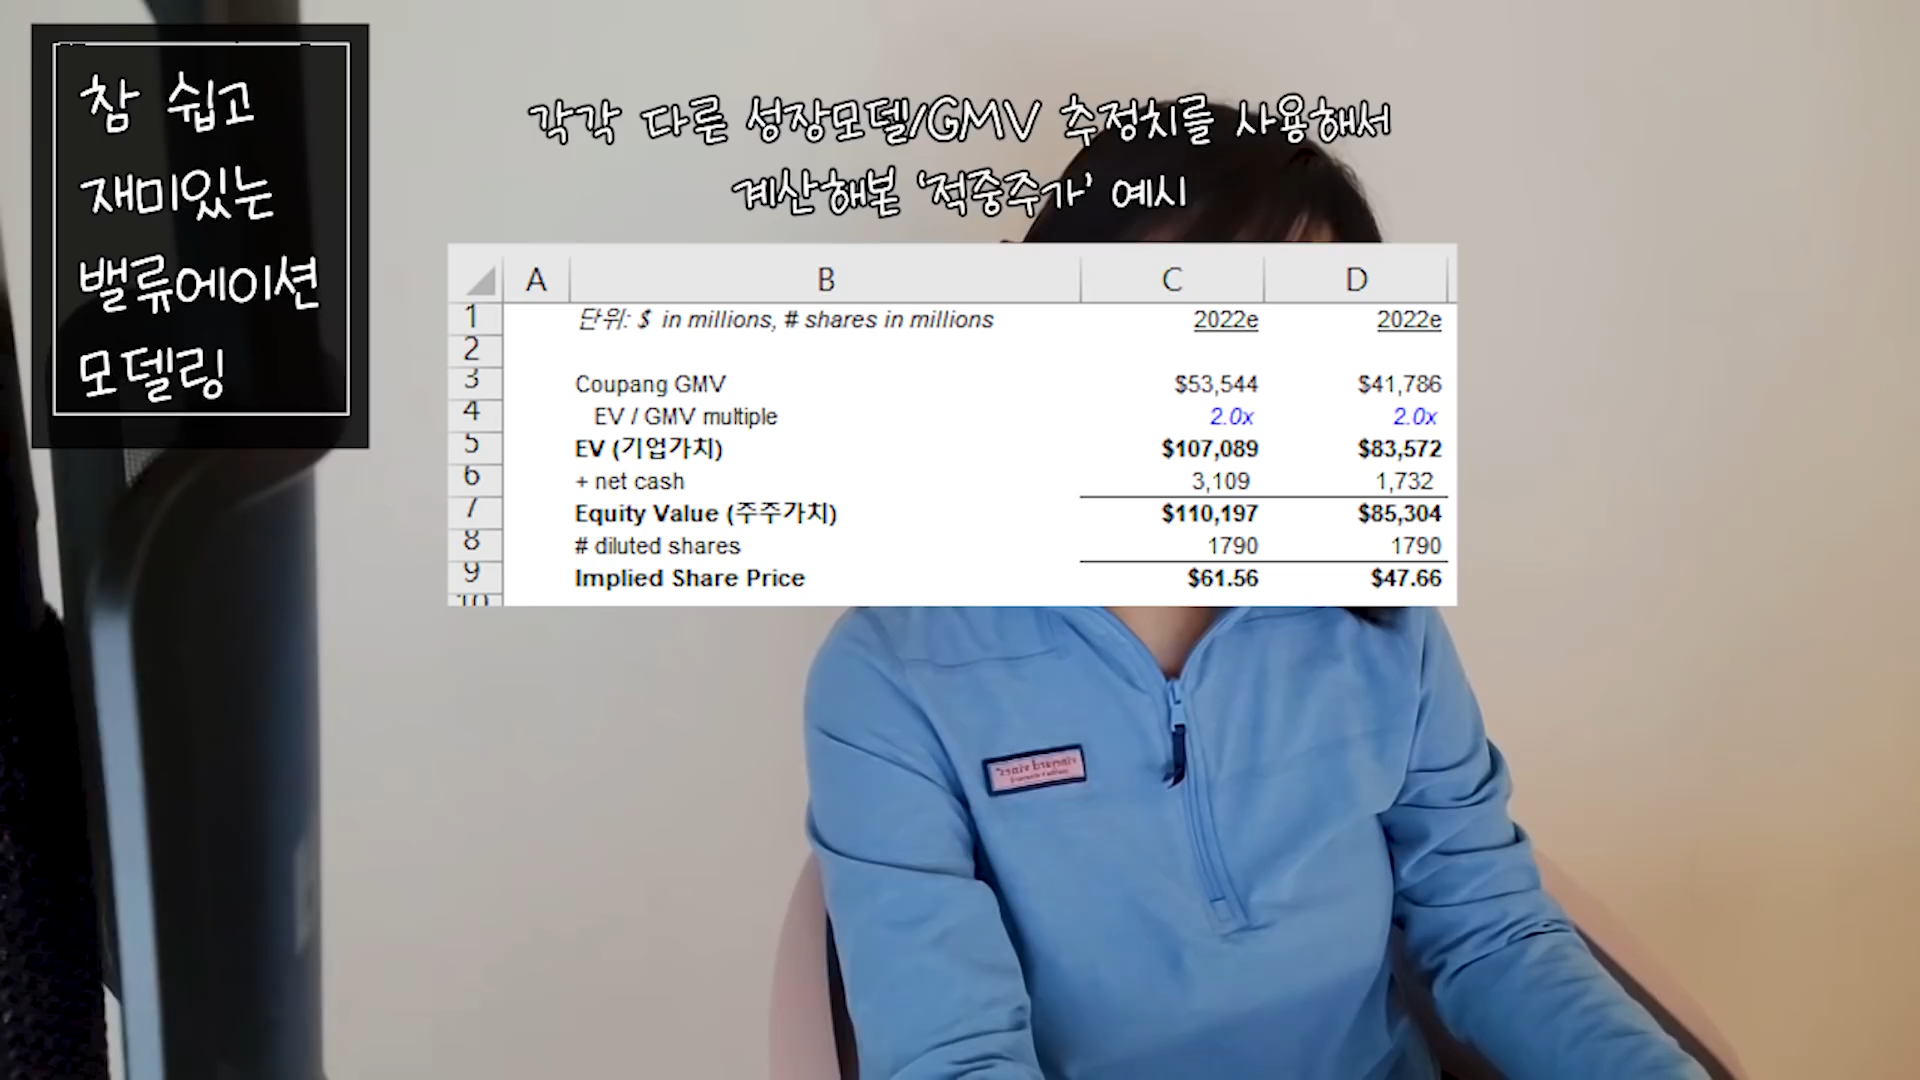 참 쉽고
재미있는
밸류에이션
모델링
각각 다른 성장모델/GMV 추정치를 사용해서
계산해본 ‘적중주가’ 예시
A B C D
1 단위: $ in millions, # shares in millions 2022e 2022e
2
3 Coupang GMV $53,544 $41,786
4 EV / GMV multiple 2.0x 2.0x
5 EV (기업가치) $107,089 $83,572
6 + net cash 3,109 1,732
7 Equity Value (주주가치) $110,197 $85,304
8 # diluted shares 1790 1790
9 Implied Share Price $61.56 $47.66
10